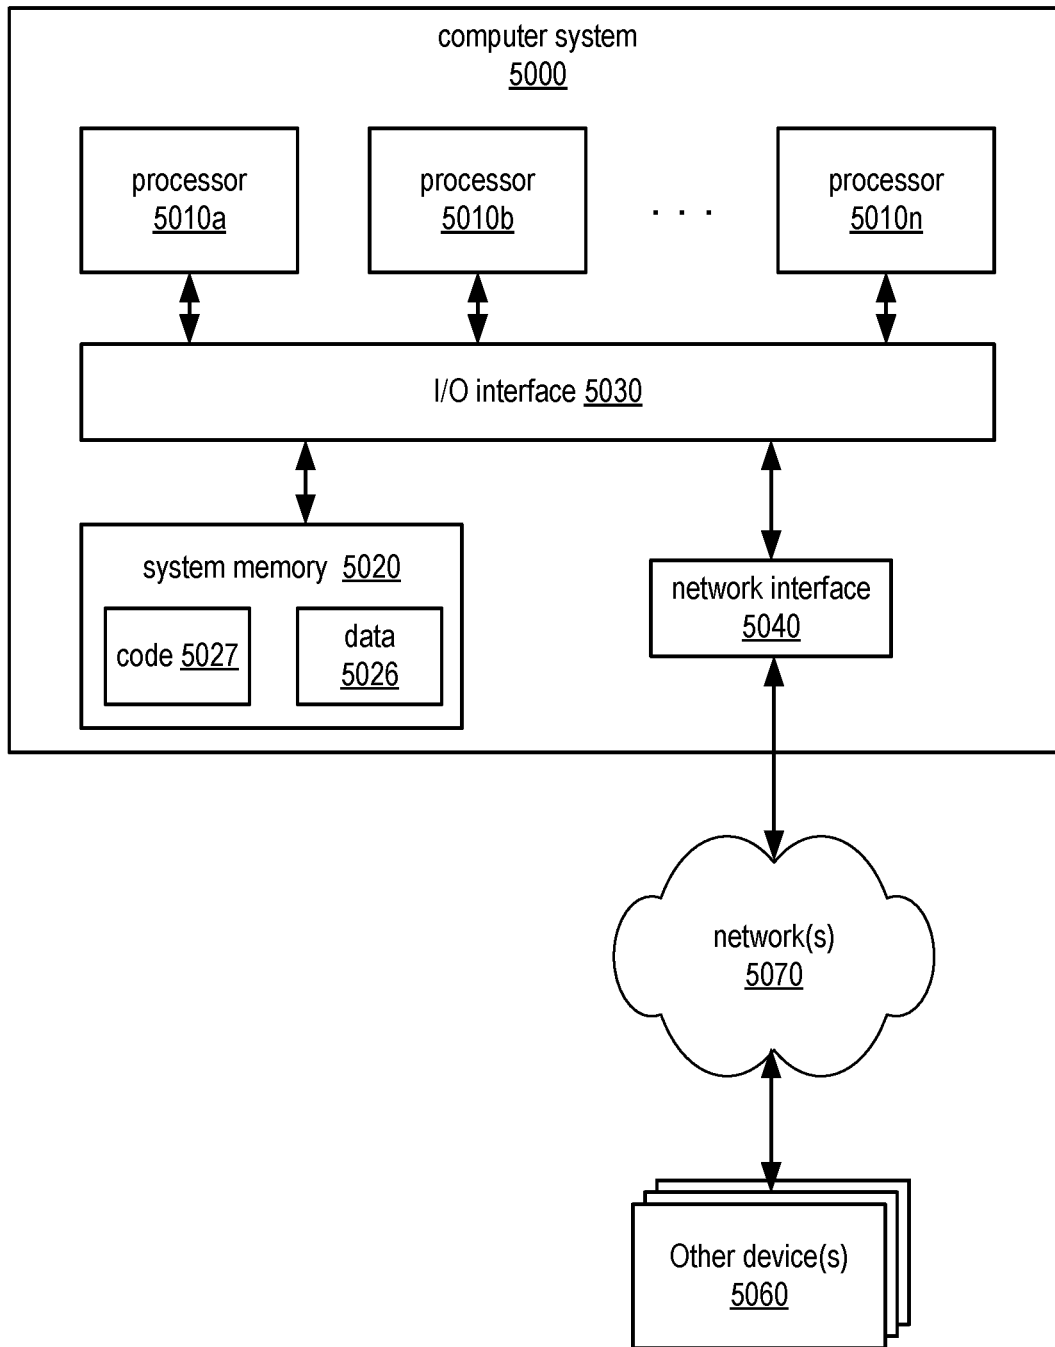 computer system
5000
processor
5010a
processor
5010b
. . .
processor
5010n
I/O interface 5030
system memory 5020
code 5027
data
5026
network interface
5040
network(s)
5070
Other device(s)
5060